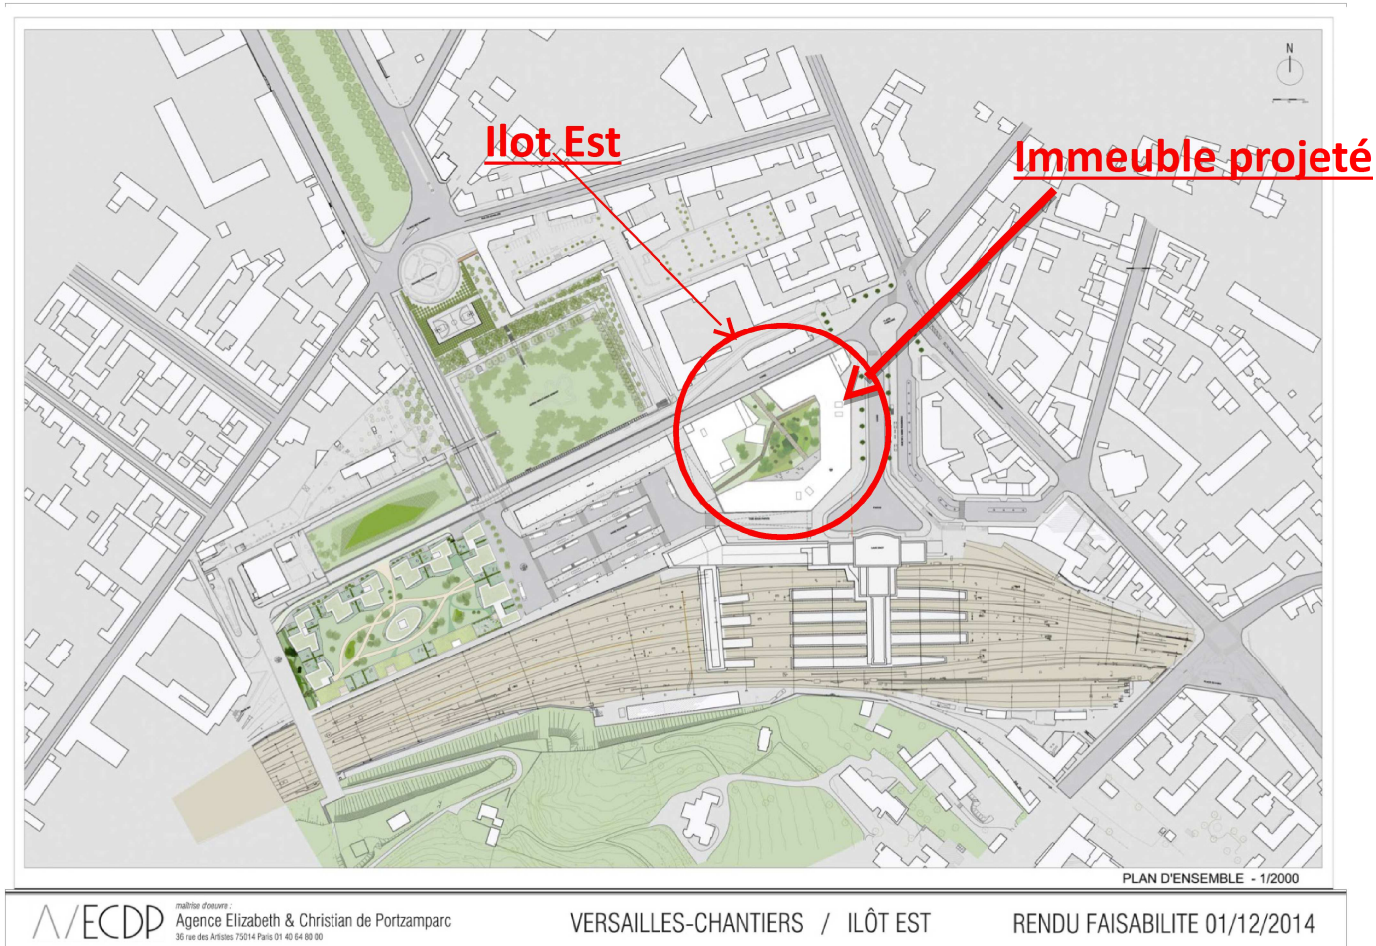 N
Ilot Est
Immeuble projeté
PLAN D'ENSEMBLE - 1/2000
A/ECDP
maîtrise d'oeuvre :
Agence Elizabeth & Christian de Portzamparc
36 rue des Artistes 75014 Paris 01 40 64 80 00
VERSAILLES-CHANTIERS / ILÔT EST
RENDU FAISABILITE 01/12/2014